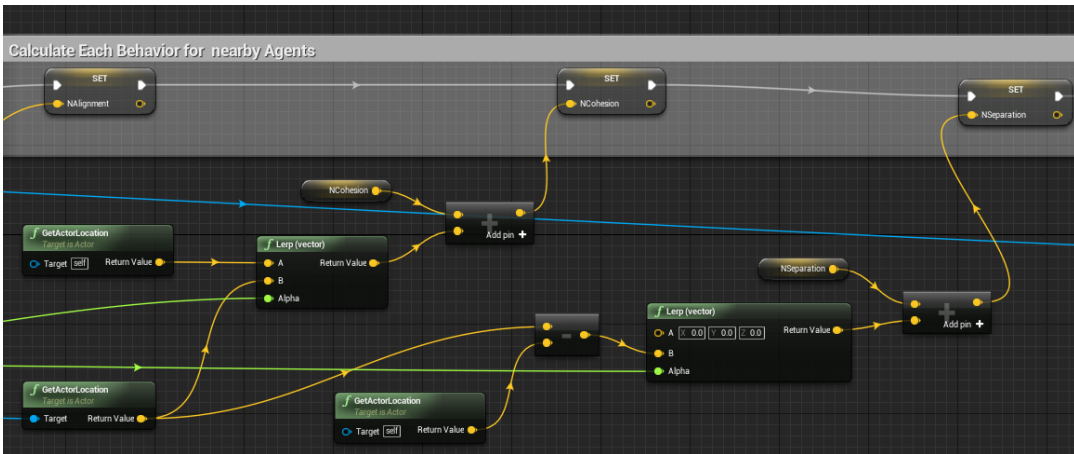 Calculate Each Behavior for nearby Agents
SET
NAlignment
SET
NCohesion
SET
NSeparation
NCohesion
Add pin +
f GetActorLocation
Target is Actor
Target self Return Value
f Lerp (vector)
A Return Value
B
Alpha
NSeparation
Add pin +
f Lerp (vector)
A X 0.0 Y 0.0 Z 0.0 Return Value
B
Alpha
f GetActorLocation
Target is Actor
Target Return Value
f GetActorLocation
Target is Actor
Target self Return Value